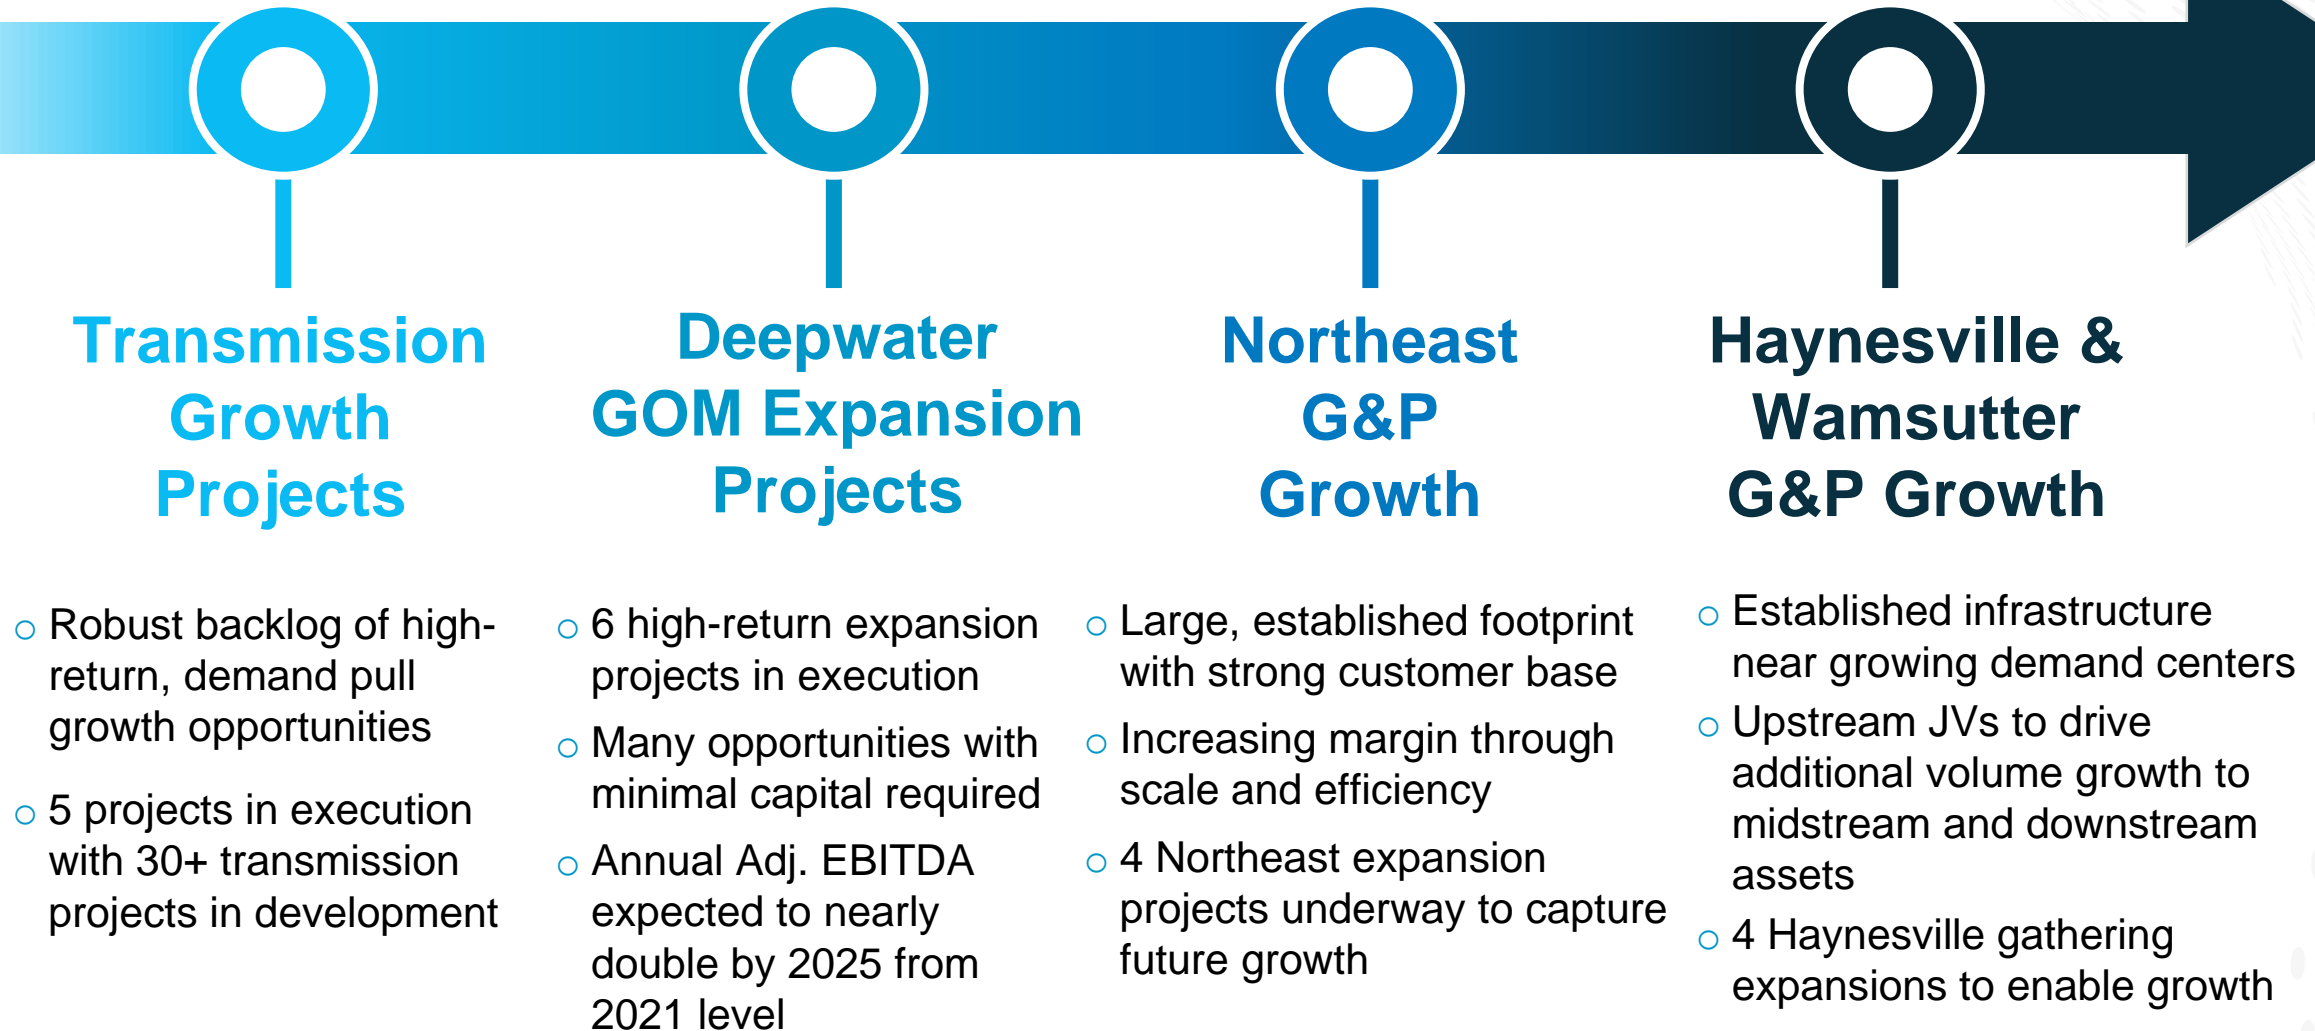 Transmission
Growth
Projects
○ Robust backlog of high-
return, demand pull
growth opportunities
○ 5 projects in execution
with 30+ transmission
projects in development
Deepwater
GOM Expansion
Projects
○ 6 high-return expansion
projects in execution
○ Many opportunities with
minimal capital required
○ Annual Adj. EBITDA
expected to nearly
double by 2025 from
2021 level
Northeast
G&P
Growth
○ Large, established footprint
with strong customer base
○ Increasing margin through
scale and efficiency
○ 4 Northeast expansion
projects underway to capture
future growth
Haynesville &
Wamsutter
G&P Growth
○ Established infrastructure
near growing demand centers
○ Upstream JVs to drive
additional volume growth to
midstream and downstream
assets
○ 4 Haynesville gathering
expansions to enable growth